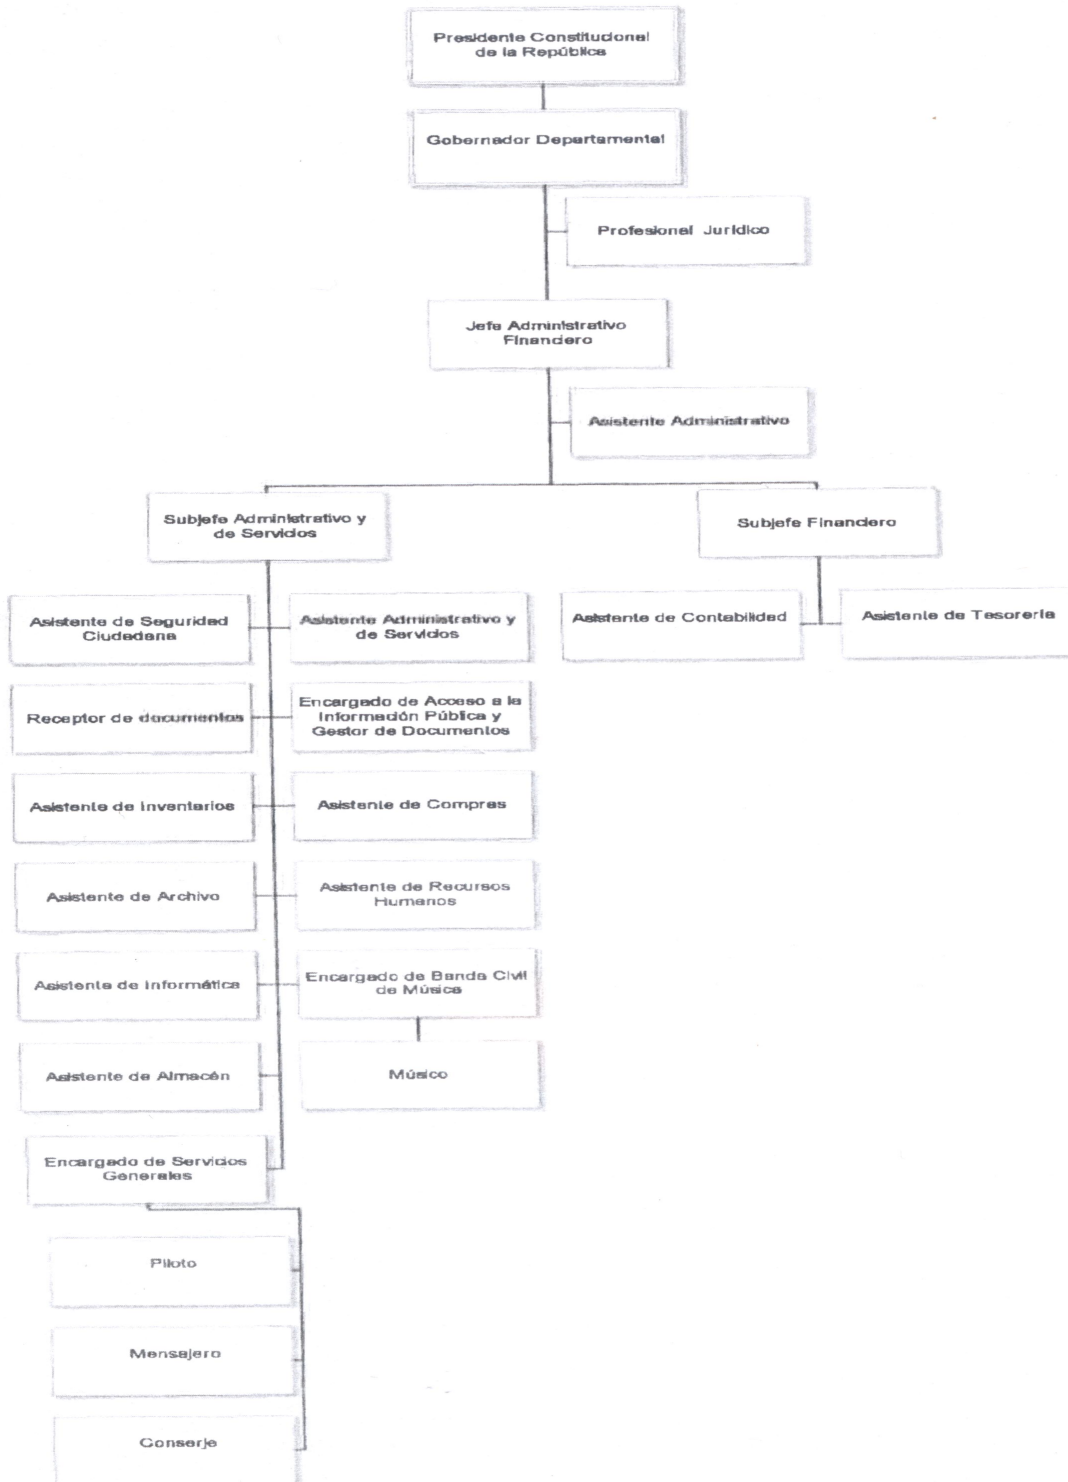 Presidente Constitucional
de la República
Gobernador Departamental
Profesional Jurídico
Jefe Administrativo
Financiero
Asistente Administrativo
Subjefe Administrativo y
de Servicios
Subjefe Financiero
Asistente de Seguridad
Ciudadana
Asistente Administrativo y
de Servicios
Asistente de Contabilidad
Asistente de Tesorería
Receptor de documentos
Encargado de Acceso a la
Información Pública y
Gestor de Documentos
Asistente de Inventarios
Asistente de Compras
Asistente de Archivo
Asistente de Recursos
Humanos
Asistente de Informática
Encargado de Banda Civil
de Música
Asistente de Almacén
Músico
Encargado de Servicios
Generales
Piloto
Mensajero
Conserje